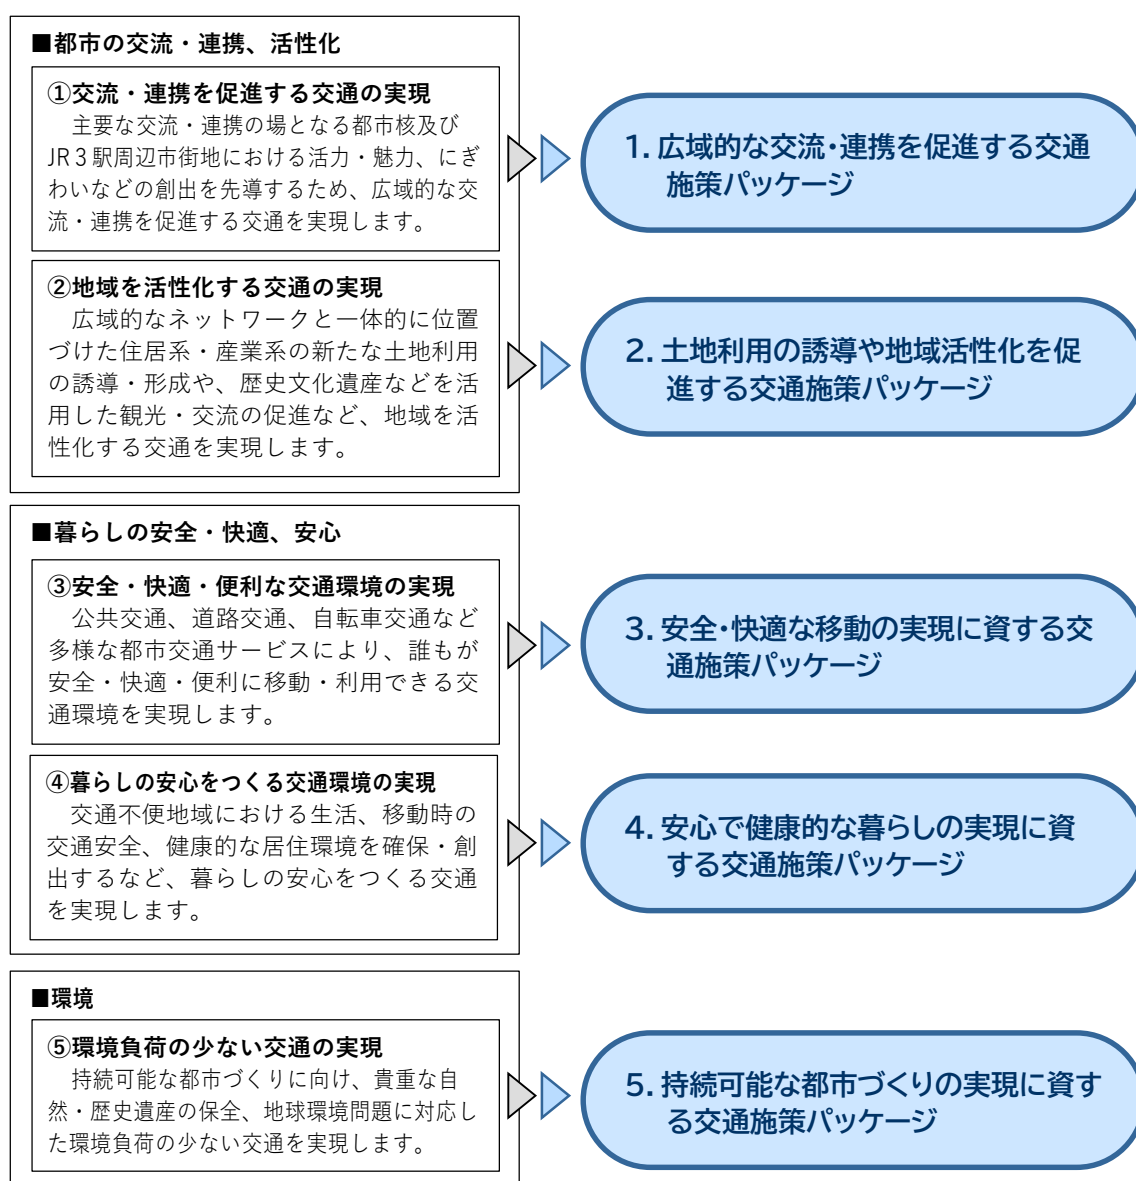 ■都市の交流・連携、活性化
①交流・連携を促進する交通の実現
主要な交流・連携の場となる都市核及び
JR３駅周辺市街地における活力・魅力、にぎ
わいなどの創出を先導するため、広域的な交
流・連携を促進する交通を実現します。
1. 広域的な交流・連携を促進する交通
施策パッケージ
②地域を活性化する交通の実現
広域的なネットワークと一体的に位置
づけた住居系・産業系の新たな土地利用
の誘導・形成や、歴史文化遺産などを活
用した観光・交流の促進など、地域を活
性化する交通を実現します。
2. 土地利用の誘導や地域活性化を促
進する交通施策パッケージ
■暮らしの安全・快適、安心
③安全・快適・便利な交通環境の実現
公共交通、道路交通、自転車交通など
多様な都市交通サービスにより、誰もが
安全・快適・便利に移動・利用できる交
通環境を実現します。
3. 安全・快適な移動の実現に資する交
通施策パッケージ
④暮らしの安心をつくる交通環境の実現
交通不便地域における生活、移動時の
交通安全、健康的な居住環境を確保・創
出するなど、暮らしの安心をつくる交通
を実現します。
4. 安心で健康的な暮らしの実現に資
する交通施策パッケージ
■環境
⑤環境負荷の少ない交通の実現
持続可能な都市づくりに向け、貴重な自
然・歴史遺産の保全、地球環境問題に対応し
た環境負荷の少ない交通を実現します。
5. 持続可能な都市づくりの実現に資す
る交通施策パッケージ